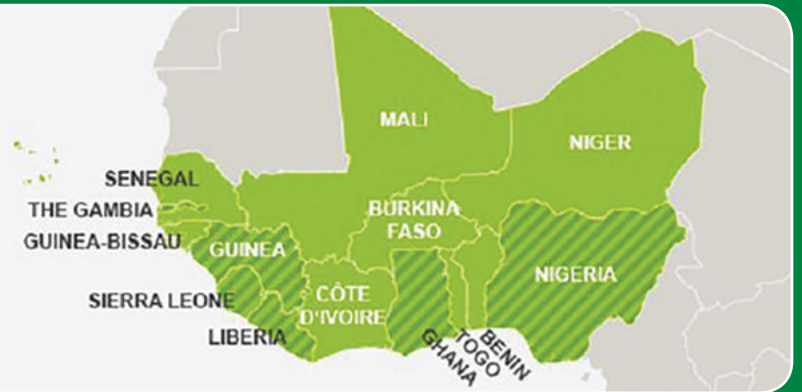 MALI
NIGER
SENEGAL
THE GAMBIA
BURKINA
FASO
GUINEA-BISSAU
GUINEA
NIGERIA
SIERRA LEONE
CÔTE
D'IVOIRE
LIBERIA
GHANA
TOGO
BENIN